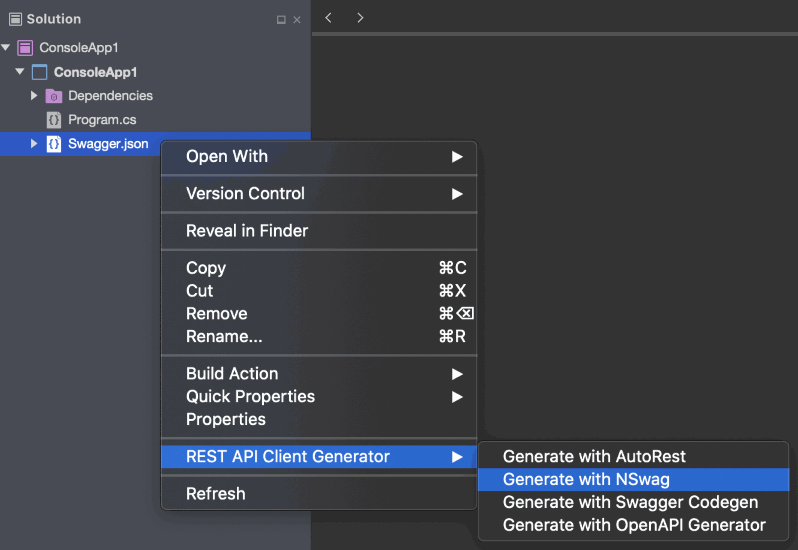 Solution
ConsoleApp1
ConsoleApp1
Dependencies
Program.cs
Swagger.json
Open With
Version Control
Reveal in Finder
Copy ⌘C
Cut ⌘X
Remove ⌘⌫
Rename... ⌘R
Build Action
Quick Properties
Properties
REST API Client Generator
Refresh
Generate with AutoRest
Generate with NSwag
Generate with Swagger Codegen
Generate with OpenAPI Generator